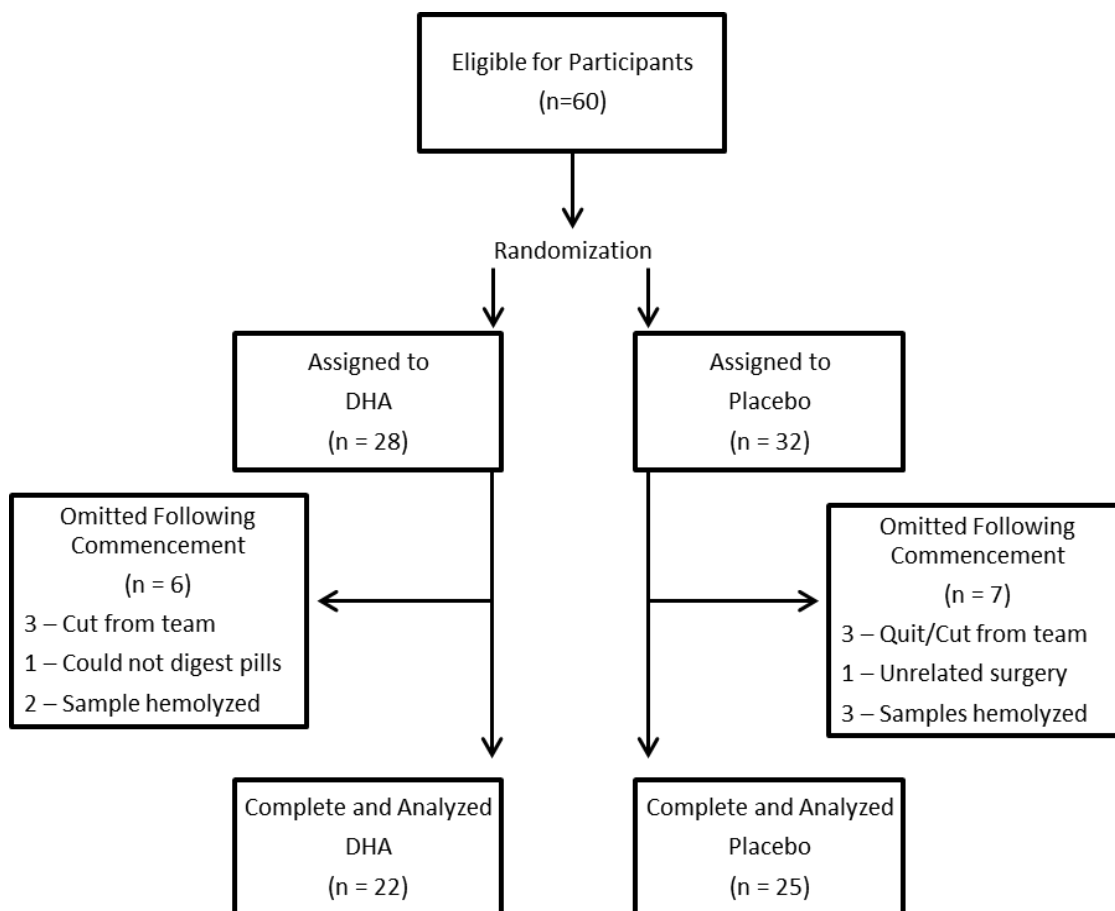 Eligible for Participants
(n=60)
Randomization
Assigned to
DHA
(n = 28)
Assigned to
Placebo
(n = 32)
Omitted Following
Commencement
(n = 6)
3 – Cut from team
1 – Could not digest pills
2 – Sample hemolyzed
Omitted Following
Commencement
(n = 7)
3 – Quit/Cut from team
1 – Unrelated surgery
3 – Samples hemolyzed
Complete and Analyzed
DHA
(n = 22)
Complete and Analyzed
Placebo
(n = 25)